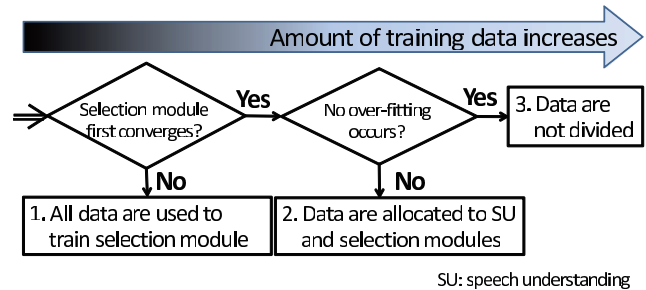 Amount of training data increases
Selection module
first converges?
Yes
No over-fitting
occurs?
Yes
3. Data are
not divided
No
No
1. All data are used to
train selection module
2. Data are allocated to SU
and selection modules
SU: speech understanding